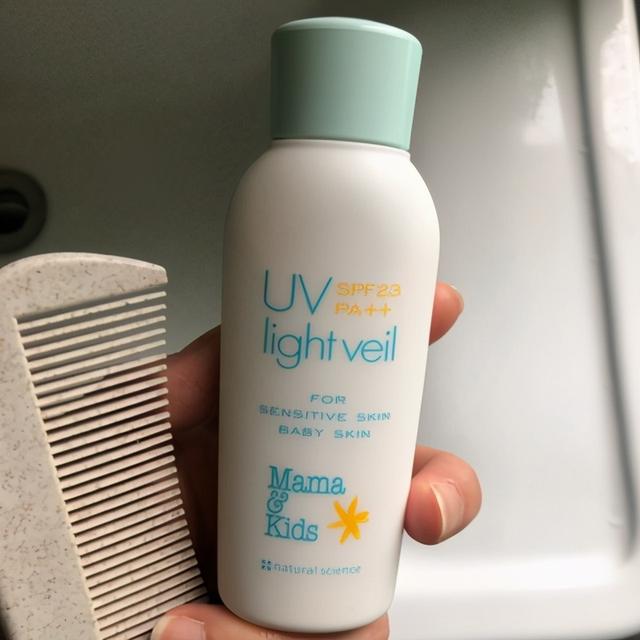 UV SPF23
PA++
light veil
FOR
SENSITIVE SKIN
BABY SKIN
Mama
&
Kids
natural science